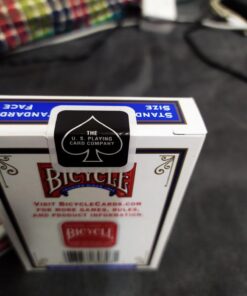 STANDARD
SIZE
STANDARD
FACE
THE
U. S. PLAYING
CARD COMPANY
BICYCLE
VISIT BICYCLECARDS.COM
FOR MORE GAMES, RULES,
AND PRODUCT INFORMATION
BICYCLE